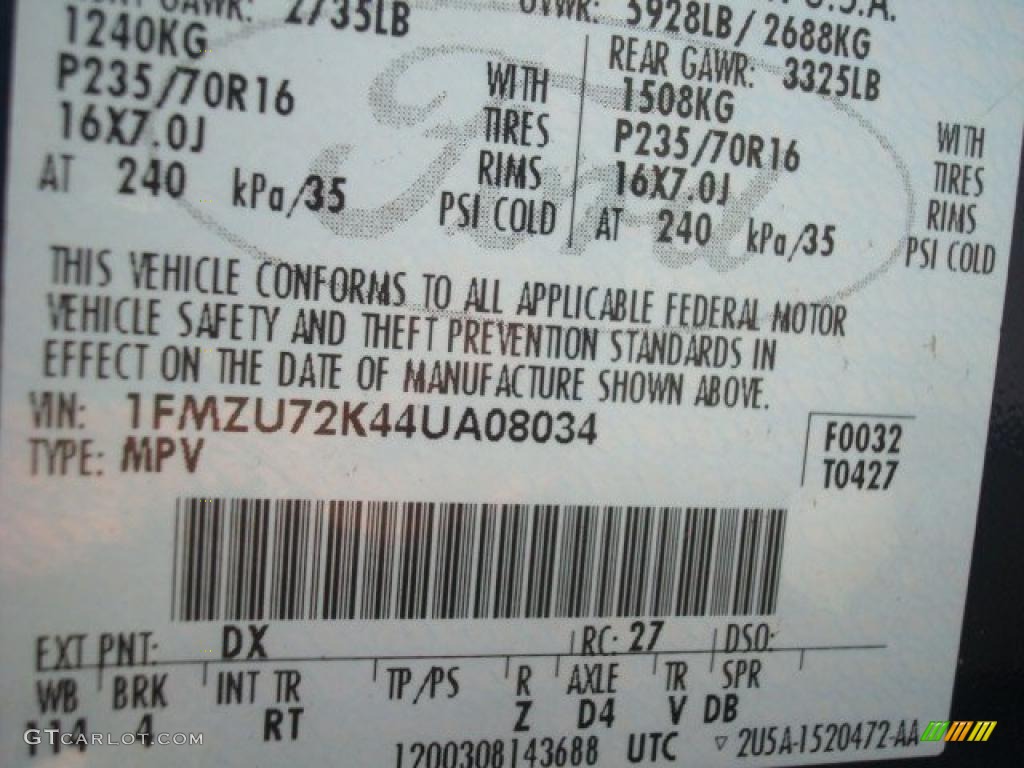 GAWR: 2735LB GVWR: 5928LB/2688KG
1240KG REAR GAWR: 3325LB
P235/70R16 WITH 1508KG
16X7.0J TIRES P235/70R16 WITH
AT 240 kPa/35 RIMS 16X7.0J TIRES
PSI COLD AT 240 kPa/35 RIMS
PSI COLD
Ford
THIS VEHICLE CONFORMS TO ALL APPLICABLE FEDERAL MOTOR
VEHICLE SAFETY AND THEFT PREVENTION STANDARDS IN
EFFECT ON THE DATE OF MANUFACTURE SHOWN ABOVE.
VIN: 1FMZU72K44UA08034
TYPE: MPV
F0032
T0427
EXT PNT: DX RC: 27 DSO:
WB BRK INT TR TP/PS R AXLE TR SPR
114 4 RT Z D4 V DB
1200308143688 UTC ▽ 2U5A-1520472-AA
GTCarLot.com